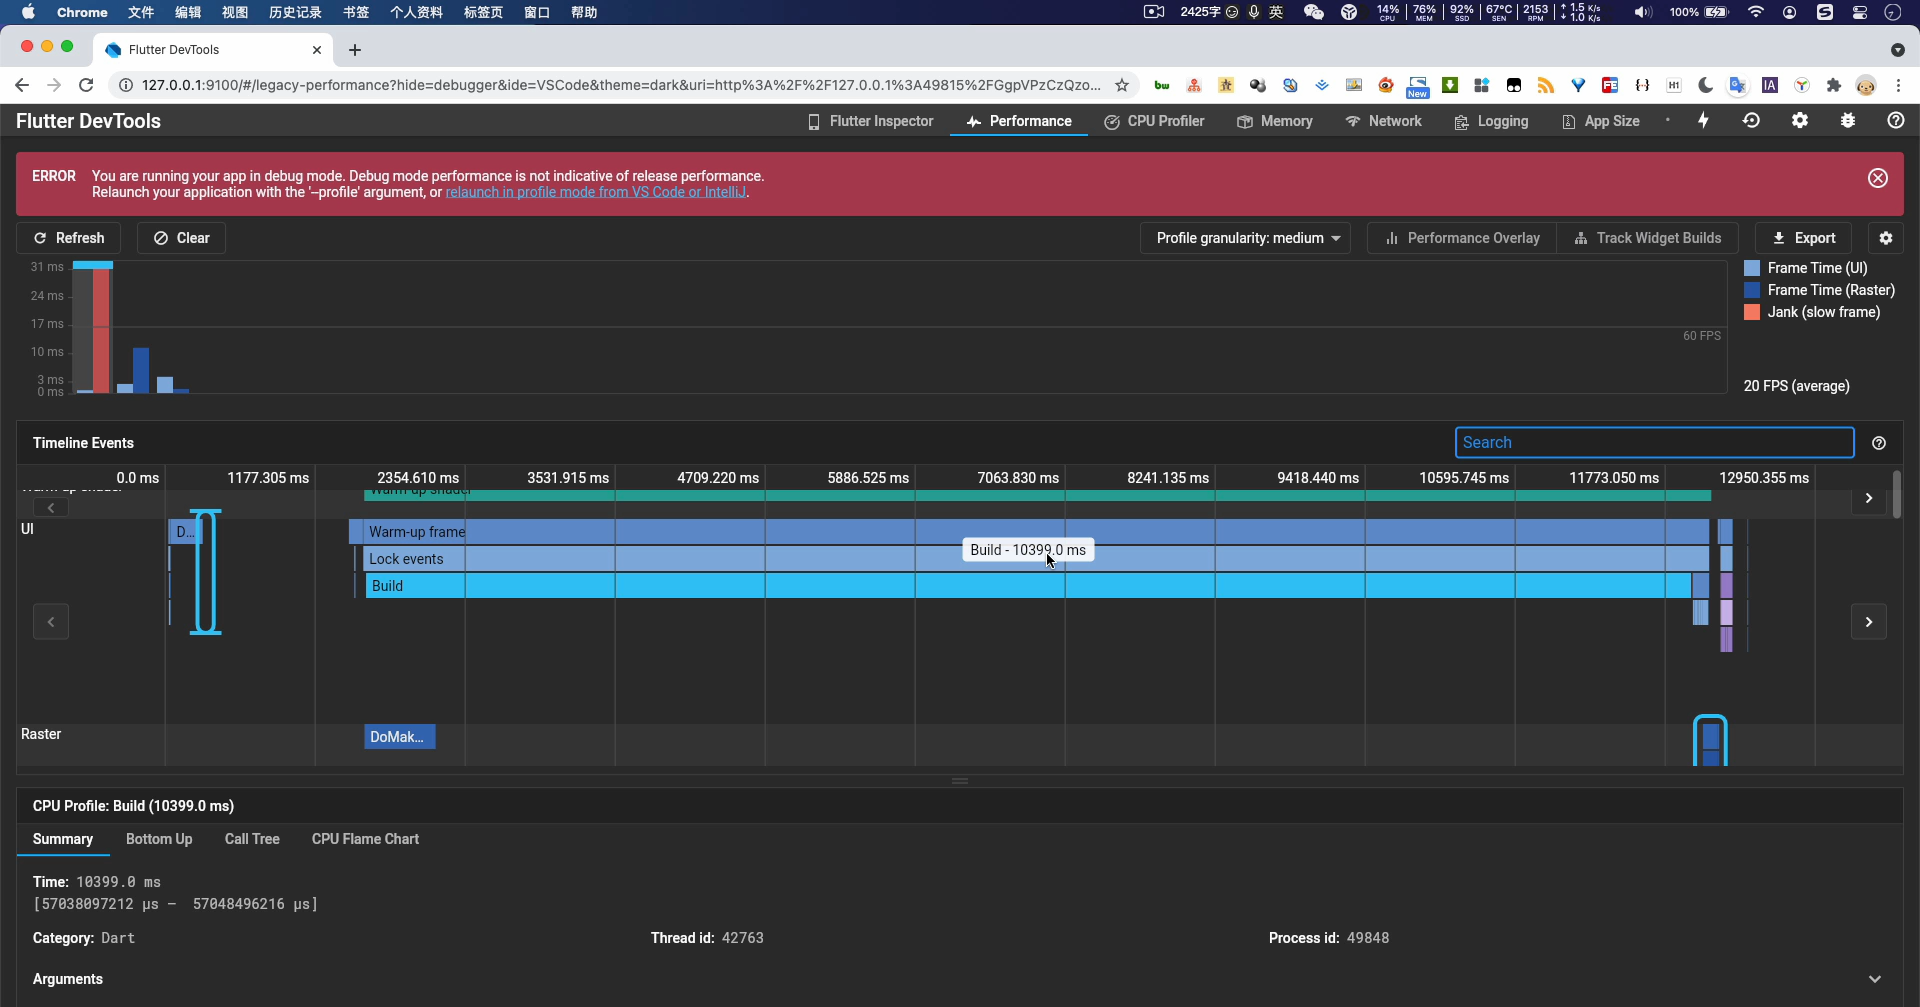 Chrome 文件 编辑 视图 历史记录 书签 个人资料 标签页 窗口 帮助 2425字 英 14% CPU 76% MEM 92% SSD 67°C SEN 2153 RPM 1.5 K/s 1.0 K/s 100%
Flutter DevTools
127.0.0.1:9100/#/legacy-performance?hide=debugger&ide=VSCode&theme=dark&uri=http%3A%2F%2F127.0.0.1%3A49815%2FGgpVPzCzQzo... bw New FE {··} H1 IA
Flutter DevTools Flutter Inspector Performance CPU Profiler Memory Network Logging App Size
ERROR You are running your app in debug mode. Debug mode performance is not indicative of release performance.
Relaunch your application with the '--profile' argument, or relaunch in profile mode from VS Code or IntelliJ.
Refresh Clear Profile granularity: medium Performance Overlay Track Widget Builds Export
31 ms
24 ms
17 ms
10 ms
3 ms
0 ms
60 FPS
Frame Time (UI)
Frame Time (Raster)
Jank (slow frame)
20 FPS (average)
Timeline Events Search
0.0 ms 1177.305 ms 2354.610 ms 3531.915 ms 4709.220 ms 5886.525 ms 7063.830 ms 8241.135 ms 9418.440 ms 10595.745 ms 11773.050 ms 12950.355 ms
Warm-up shader Warm-up shader
UI D... Warm-up frame
Build - 10399.0 ms
Lock events
Build
Raster DoMak...
CPU Profile: Build (10399.0 ms)
Summary Bottom Up Call Tree CPU Flame Chart
Time: 10399.0 ms
[57038097212 μs – 57048496216 μs]
Category: Dart Thread id: 42763 Process id: 49848
Arguments